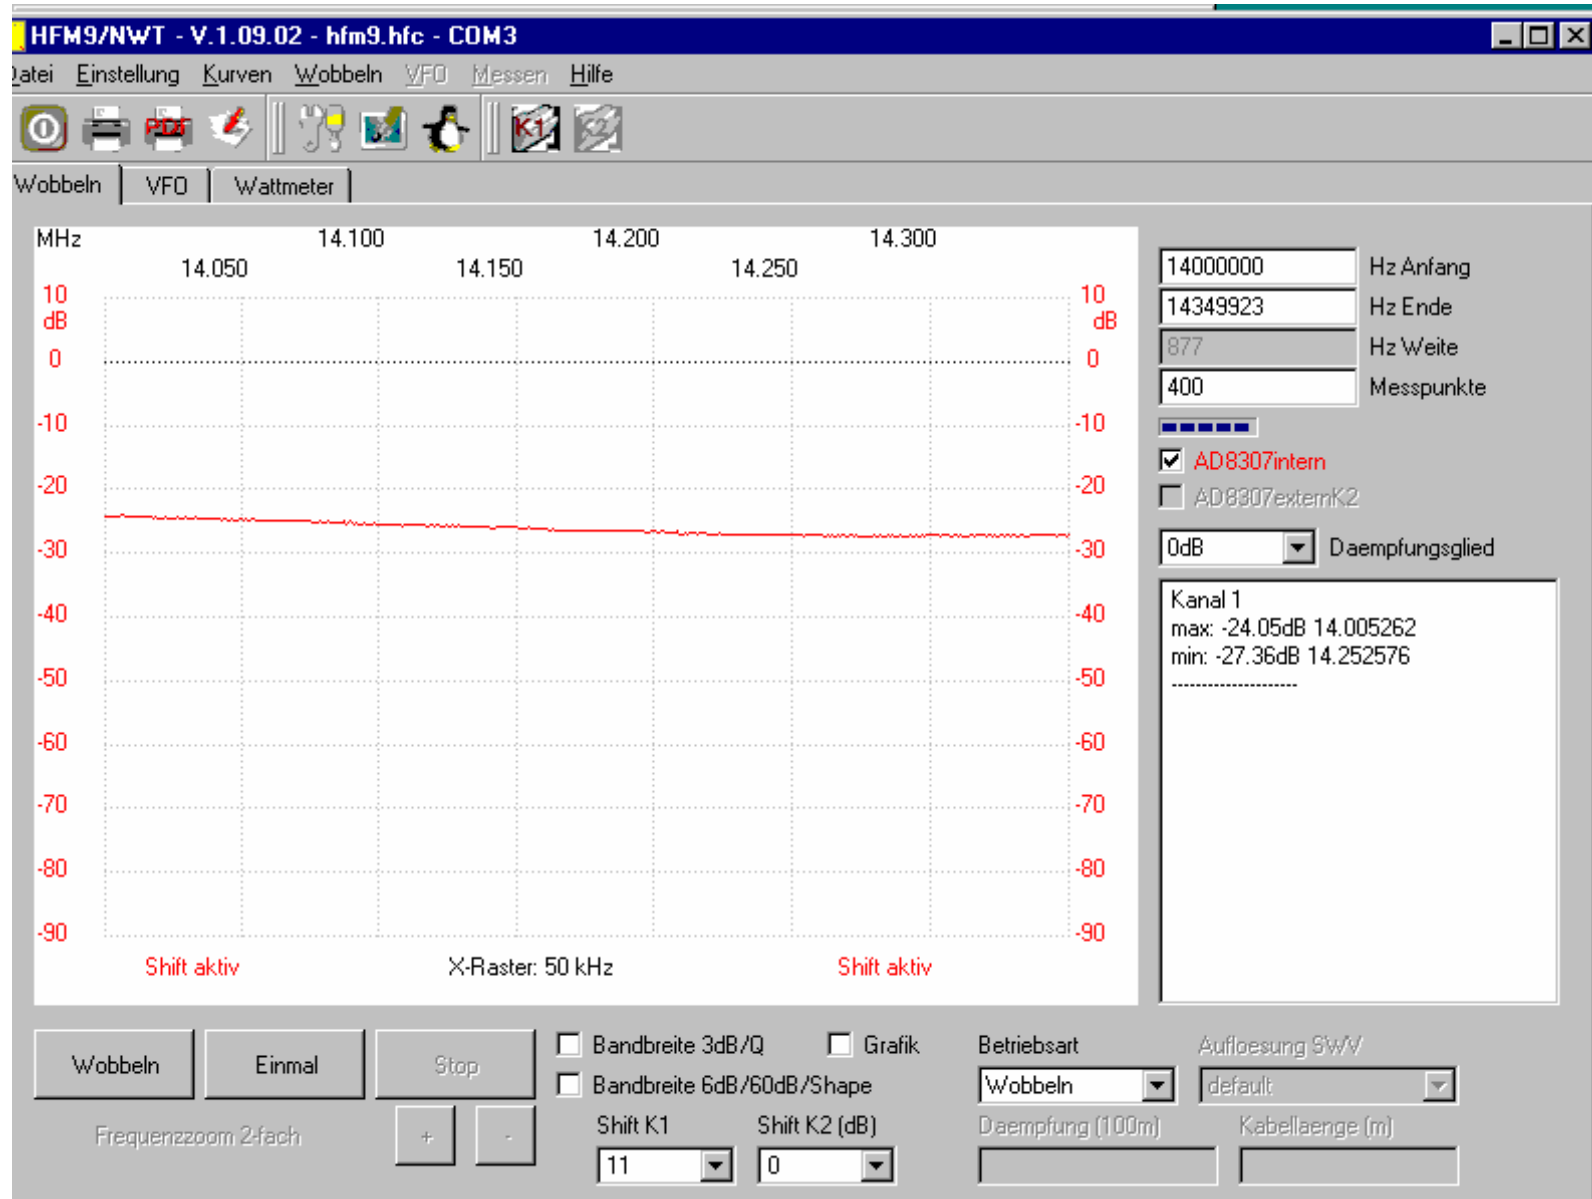 HFM9/NWT - V.1.09.02 - hfm9.hfc - COM3
Datei Einstellung Kurven Wobbeln VFO Messen Hilfe
PDF K1 K2
Wobbeln VFO Wattmeter
MHz 14.100 14.200 14.300
14.050 14.150 14.250
10 10
dB dB
0 0
-10 -10
-20 -20
-30 -30
-40 -40
-50 -50
-60 -60
-70 -70
-80 -80
-90 -90
Shift aktiv X-Raster: 50 kHz Shift aktiv
14000000 Hz Anfang
14349923 Hz Ende
877 Hz Weite
400 Messpunkte
AD8307intern
AD8307externK2
0dB Daempfungsglied
Kanal 1
max: -24.05dB 14.005262
min: -27.36dB 14.252576
---------------------
Wobbeln Einmal Stop
Frequenzzoom 2-fach + -
Bandbreite 3dB/Q Grafik
Bandbreite 6dB/60dB/Shape
Shift K1 Shift K2 (dB)
11 0
Betriebsart Aufloesung SWV
Wobbeln default
Daempfung (100m) Kabellaenge (m)